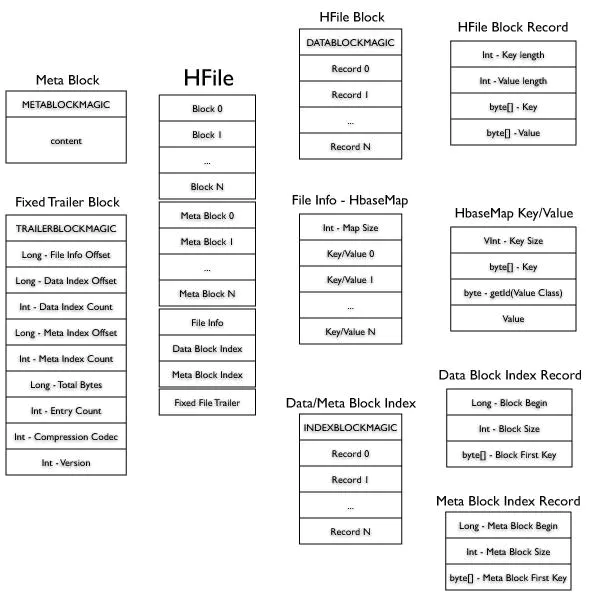 Meta Block
METABLOCKMAGIC
content
Fixed Trailer Block
TRAILERBLOCKMAGIC
Long - File Info Offset
Long - Data Index Offset
Int - Data Index Count
Long - Meta Index Offset
Int - Meta Index Count
Long - Total Bytes
Int - Entry Count
Int - Compression Codec
Int - Version
HFile
Block 0
Block 1
...
Block N
Meta Block 0
Meta Block 1
...
Meta Block N
File Info
Data Block Index
Meta Block Index
Fixed File Trailer
HFile Block
DATABLOCKMAGIC
Record 0
Record 1
...
Record N
File Info - HbaseMap
Int - Map Size
Key/Value 0
Key/Value 1
...
Key/Value N
Data/Meta Block Index
INDEXBLOCKMAGIC
Record 0
Record 1
...
Record N
HFile Block Record
Int - Key length
Int - Value length
byte[] - Key
byte[] - Value
HbaseMap Key/Value
VInt - Key Size
byte[] - Key
byte - getId(Value Class)
Value
Data Block Index Record
Long - Block Begin
Int - Block Size
byte[] - Block First Key
Meta Block Index Record
Long - Meta Block Begin
Int - Meta Block Size
byte[] - Meta Block First Key